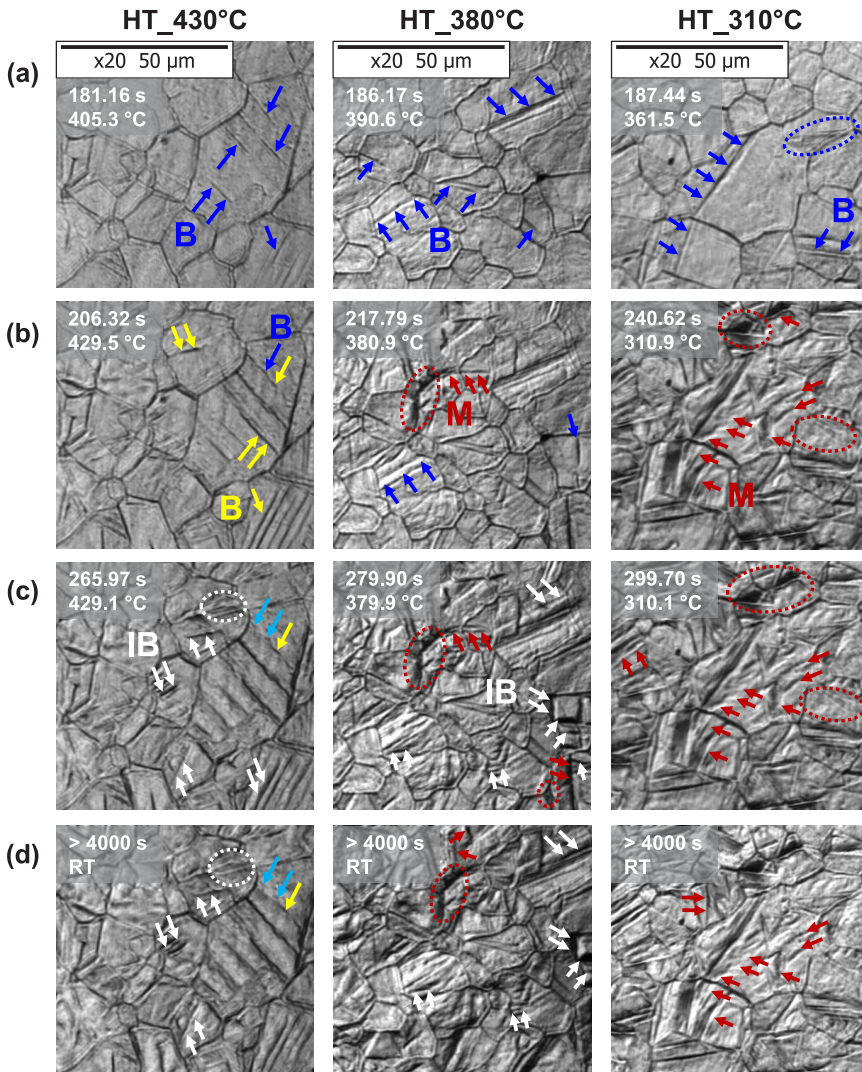 HT_430°C
HT_380°C
HT_310°C
(a)
x20 50 µm
181.16 s
405.3 °C
B
x20 50 µm
186.17 s
390.6 °C
B
x20 50 µm
187.44 s
361.5 °C
B
(b)
206.32 s
429.5 °C
B
B
217.79 s
380.9 °C
M
240.62 s
310.9 °C
M
(c)
265.97 s
429.1 °C
IB
279.90 s
379.9 °C
IB
299.70 s
310.1 °C
(d)
> 4000 s
RT
> 4000 s
RT
> 4000 s
RT